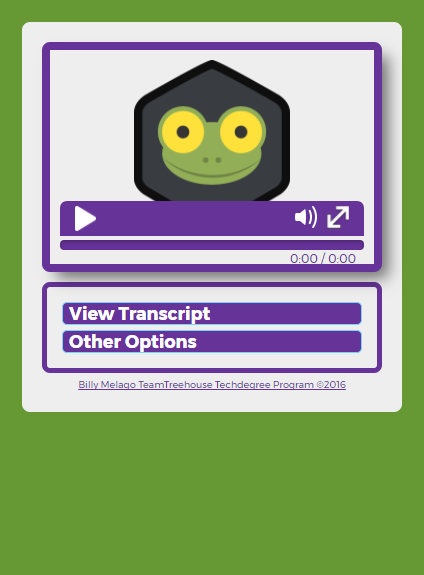 0:00 / 0:00
View Transcript
Other Options
Billy Melago TeamTreehouse Techdegree Program ©2016